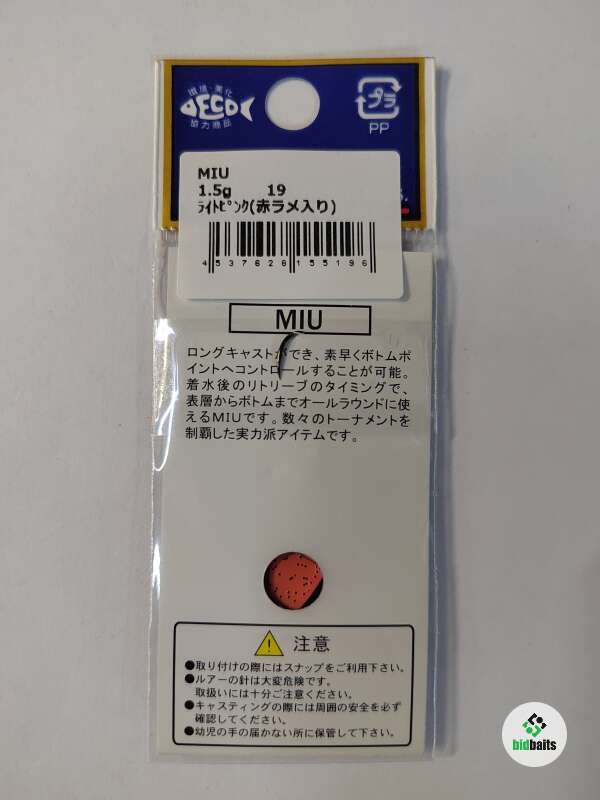 環境・美化
DECO
協力商品
プラ
PP
MIU
1.5g 19
ﾗｲﾄﾋﾟﾝｸ(赤ラメ入り)
4 537626 155196
MIU
ロングキャストができ、素早くボトムポ
イントへコントロールすることが可能。
着水後のリトリーブのタイミングで、
表層からボトムまでオールラウンドに使
えるMIUです。数々のトーナメントを
制覇した実力派アイテムです。
注意
●取り付けの際にはスナップをご利用下さい。
●ルアーの針は大変危険です。
取扱いには十分ご注意ください。
●キャスティングの際には周囲の安全を必ず
確認してください。
●幼児の手の届かない所に保管して下さい。
bidbaits